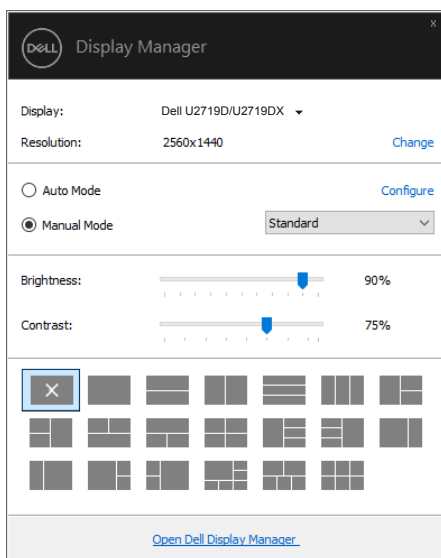 x
DELL Display Manager
Display: Dell U2719D/U2719DX
Resolution: 2560x1440 Change
Auto Mode Configure
Manual Mode Standard
Brightness: 90%
Contrast: 75%
Open Dell Display Manager